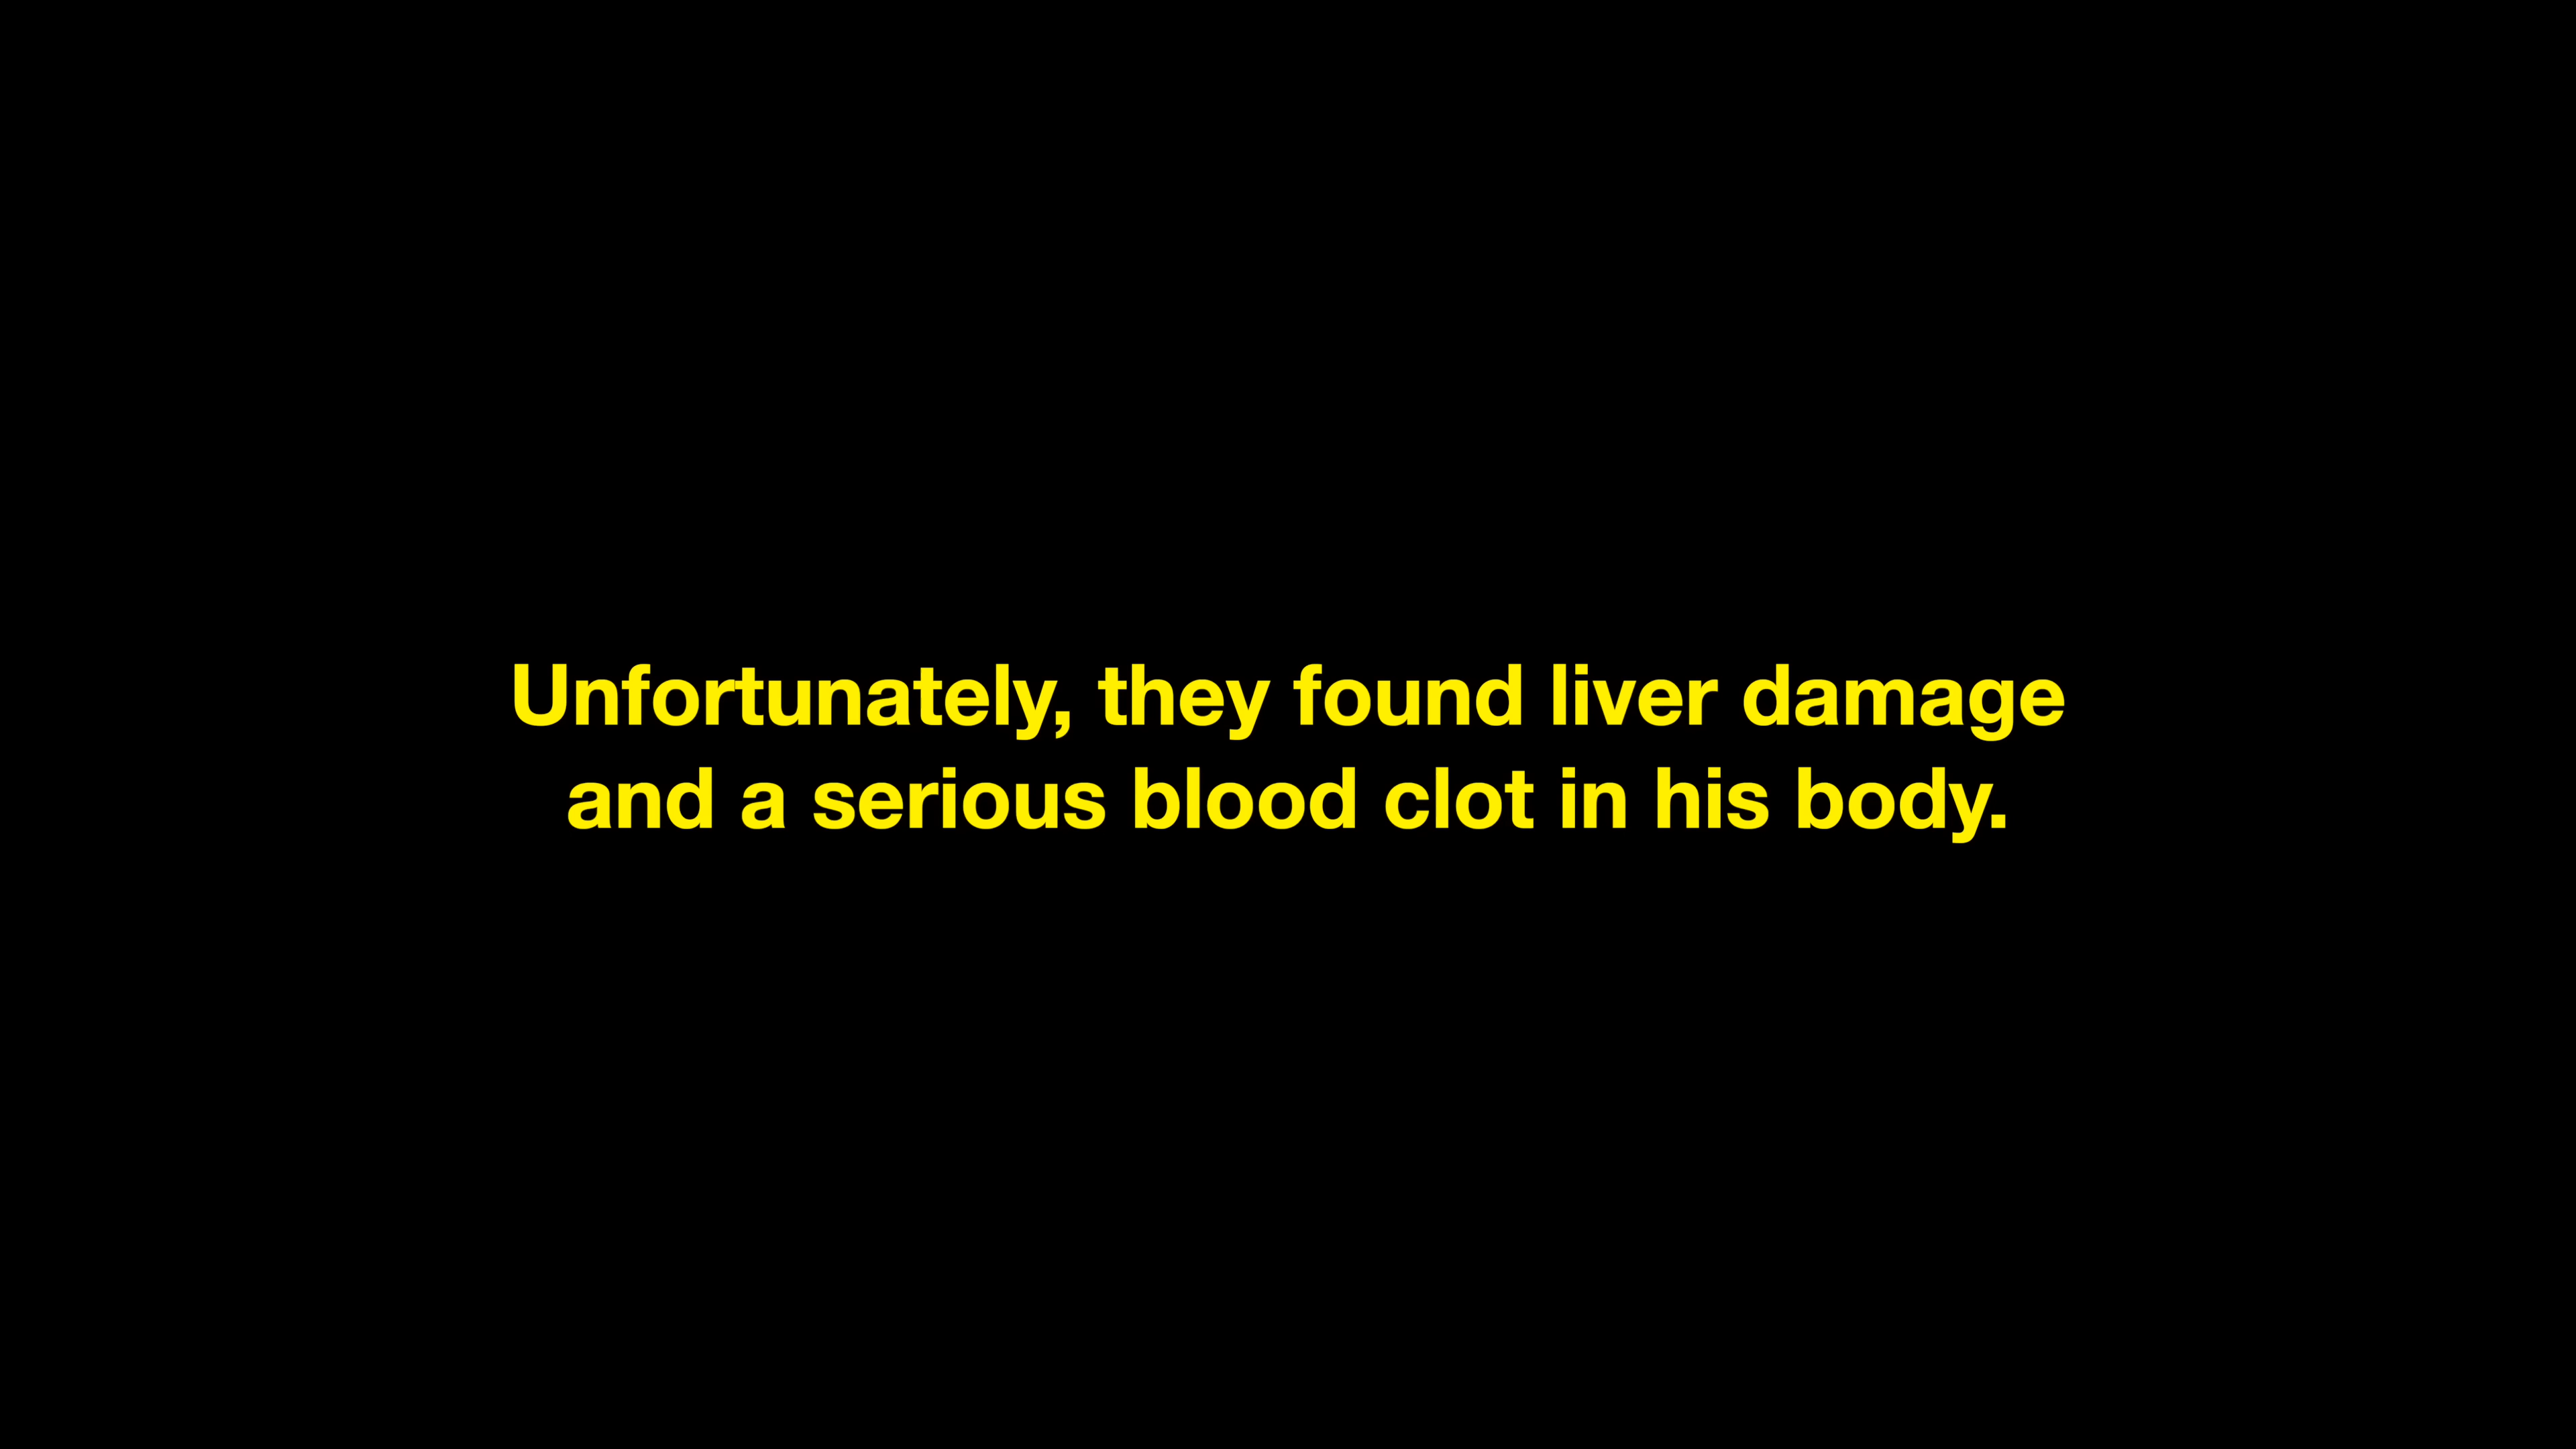 Unfortunately, they found liver damage
and a serious blood clot in his body.